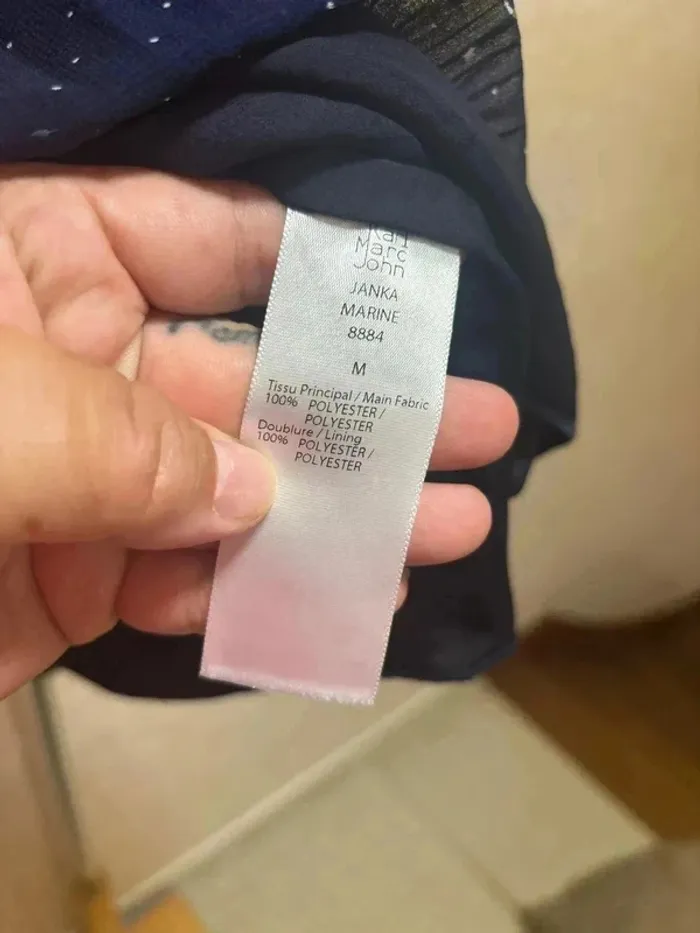 Karl
Marc
John
JANKA
MARINE
8884
M
Tissu Principal / Main Fabric
100% POLYESTER /
POLYESTER
Doublure / Lining
100% POLYESTER /
POLYESTER